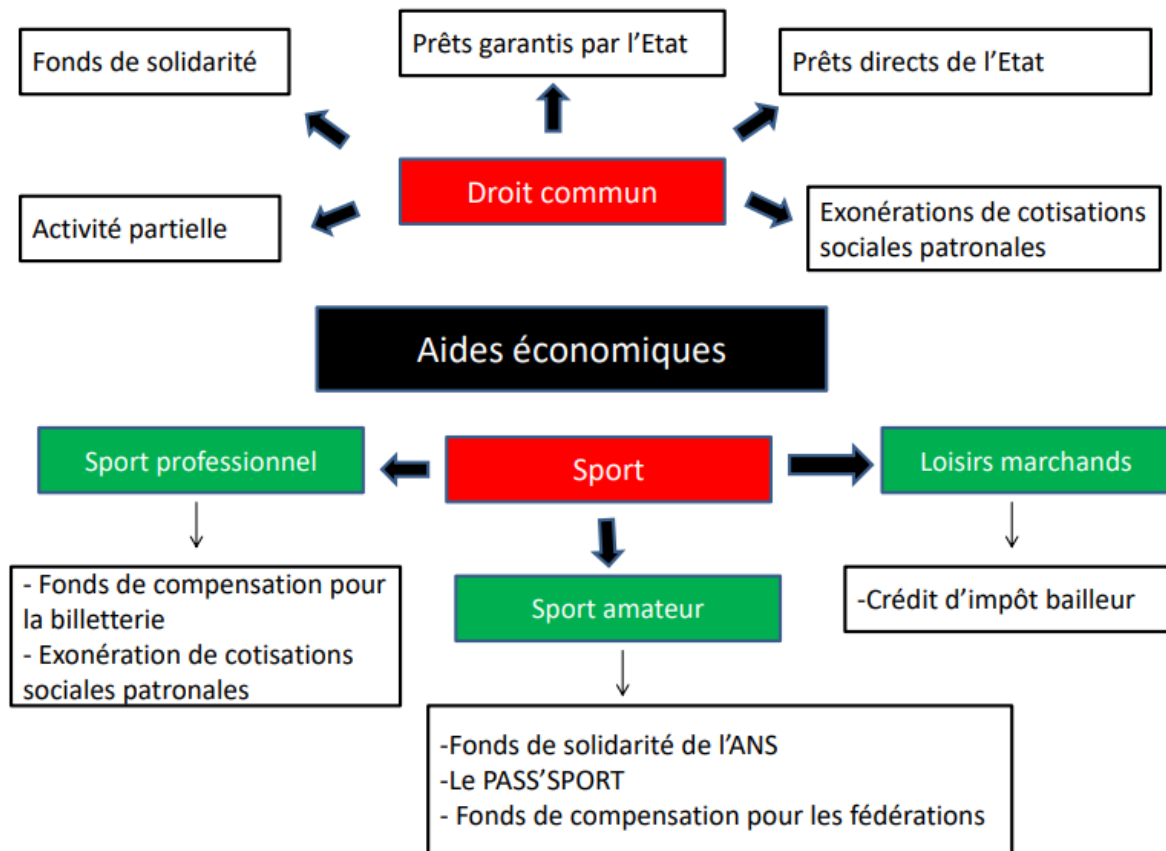 Prêts garantis par l’Etat
Fonds de solidarité
Prêts directs de l’Etat
Droit commun
Activité partielle
Exonérations de cotisations
sociales patronales
Aides économiques
Sport professionnel
Sport
Loisirs marchands
- Fonds de compensation pour
la billetterie
- Exonération de cotisations
sociales patronales
Sport amateur
-Crédit d’impôt bailleur
-Fonds de solidarité de l’ANS
-Le PASS’SPORT
- Fonds de compensation pour les fédérations